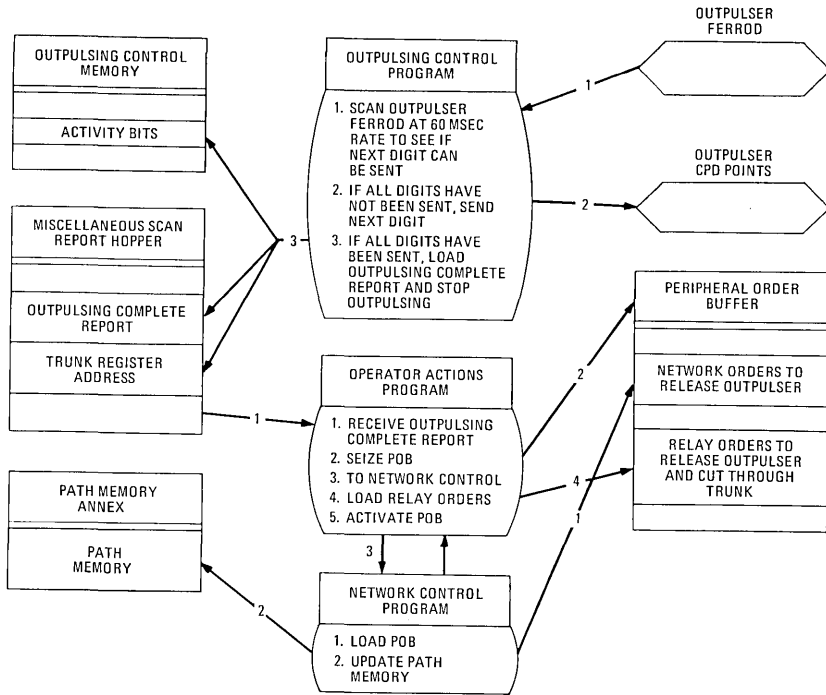 OUTPULSING CONTROL
MEMORY
ACTIVITY BITS
MISCELLANEOUS SCAN
REPORT HOPPER
OUTPULSING COMPLETE
REPORT
TRUNK REGISTER
ADDRESS
PATH MEMORY
ANNEX
PATH
MEMORY
OUTPULSING CONTROL
PROGRAM
1. SCAN OUTPULSER
FERROD AT 60 MSEC
RATE TO SEE IF
NEXT DIGIT CAN
BE SENT
2. IF ALL DIGITS HAVE
NOT BEEN SENT, SEND
NEXT DIGIT
3. IF ALL DIGITS HAVE
BEEN SENT, LOAD
OUTPULSING COMPLETE
REPORT AND STOP
OUTPULSING
3
1
OPERATOR ACTIONS
PROGRAM
1. RECEIVE OUTPULSING
COMPLETE REPORT
2. SEIZE POB
3. TO NETWORK CONTROL
4. LOAD RELAY ORDERS
5. ACTIVATE POB
3
2
NETWORK CONTROL
PROGRAM
1. LOAD POB
2. UPDATE PATH
MEMORY
OUTPULSER
FERROD
1
OUTPULSER
CPD POINTS
2
PERIPHERAL ORDER
BUFFER
NETWORK ORDERS TO
RELEASE OUTPULSER
RELAY ORDERS TO
RELEASE OUTPULSER
AND CUT THROUGH
TRUNK
2
4
1